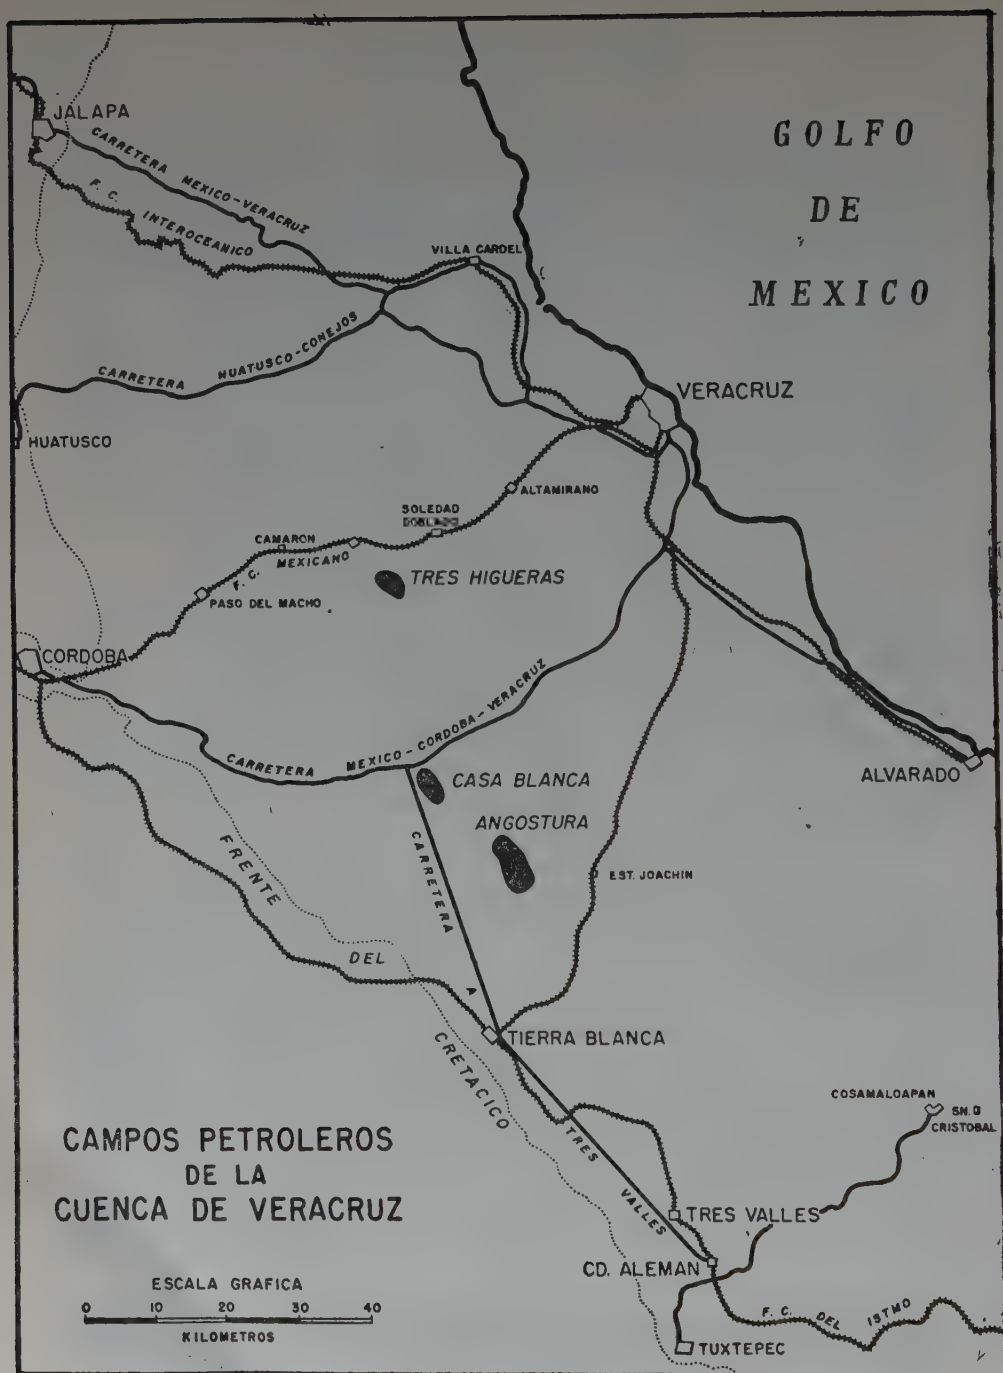 GOLFO
DE
MEXICO
JALAPA
CARRETERA MEXICO-VERACRUZ
F. C. INTEROCEANICO
VILLA CARDEL
CARRETERA HUATUSCO-CONEJOS
VERACRUZ
HUATUSCO
ALTAMIRANO
SOLEDAD
DOBLADO
CAMARON
F. C. MEXICANO
TRES HIGUERAS
PASO DEL MACHO
CORDOBA
CARRETERA MEXICO-CORDOBA-VERACRUZ
ALVARADO
CASA BLANCA
ANGOSTURA
EST. JOACHIN
FRENTE DEL CRETACICO
CARRETERA A TRES VALLES
TIERRA BLANCA
COSAMALOAPAN
SN.
CRISTOBAL
TRES VALLES
CD. ALEMAN
F. C. DEL ISTMO
TUXTEPEC
CAMPOS PETROLEROS
DE LA
CUENCA DE VERACRUZ
ESCALA GRAFICA
0 10 20 30 40
KILOMETROS